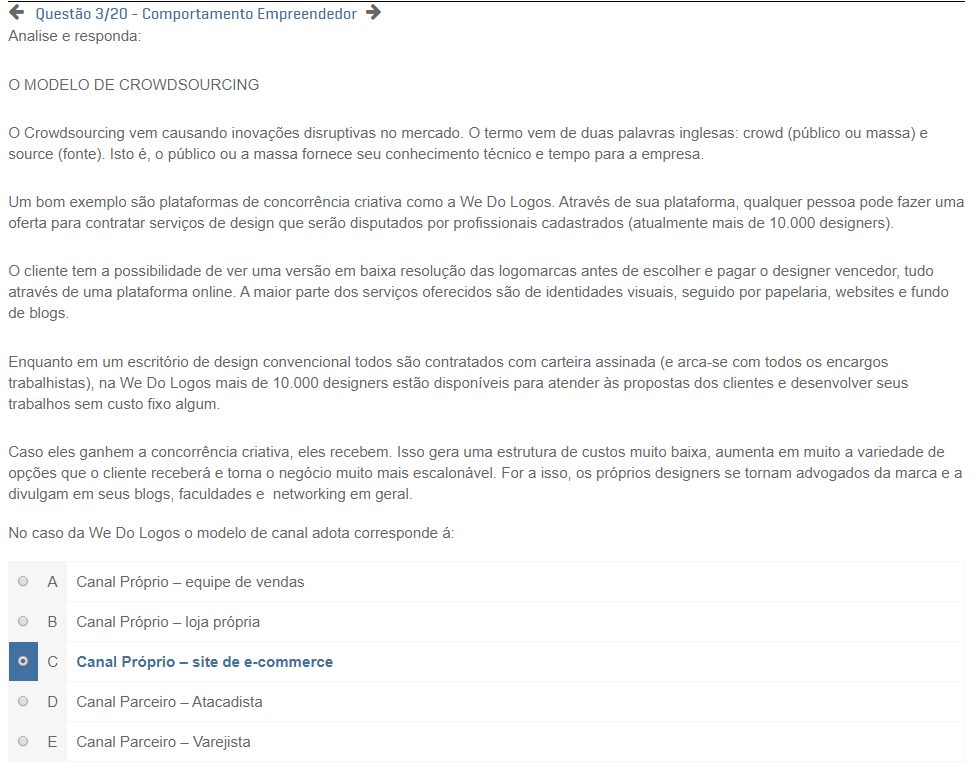 Questão 3/20 - Comportamento Empreendedor
Analise e responda:
O MODELO DE CROWDSOURCING
O Crowdsourcing vem causando inovações disruptivas no mercado. O termo vem de duas palavras inglesas: crowd (público ou massa) e
source (fonte). Isto é, o público ou a massa fornece seu conhecimento técnico e tempo para a empresa.
Um bom exemplo são plataformas de concorrência criativa como a We Do Logos. Através de sua plataforma, qualquer pessoa pode fazer uma
oferta para contratar serviços de design que serão disputados por profissionais cadastrados (atualmente mais de 10.000 designers).
O cliente tem a possibilidade de ver uma versão em baixa resolução das logomarcas antes de escolher e pagar o designer vencedor, tudo
através de uma plataforma online. A maior parte dos serviços oferecidos são de identidades visuais, seguido por papelaria, websites e fundo
de blogs.
Enquanto em um escritório de design convencional todos são contratados com carteira assinada (e arca-se com todos os encargos
trabalhistas), na We Do Logos mais de 10.000 designers estão disponíveis para atender às propostas dos clientes e desenvolver seus
trabalhos sem custo fixo algum.
Caso eles ganhem a concorrência criativa, eles recebem. Isso gera uma estrutura de custos muito baixa, aumenta em muito a variedade de
opções que o cliente receberá e torna o negócio muito mais escalonável. For a isso, os próprios designers se tornam advogados da marca e a
divulgam em seus blogs, faculdades e  networking em geral.
No caso da We Do Logos o modelo de canal adota corresponde á:
A Canal Próprio – equipe de vendas
B Canal Próprio – loja própria
C Canal Próprio – site de e-commerce
D Canal Parceiro – Atacadista
E Canal Parceiro – Varejista